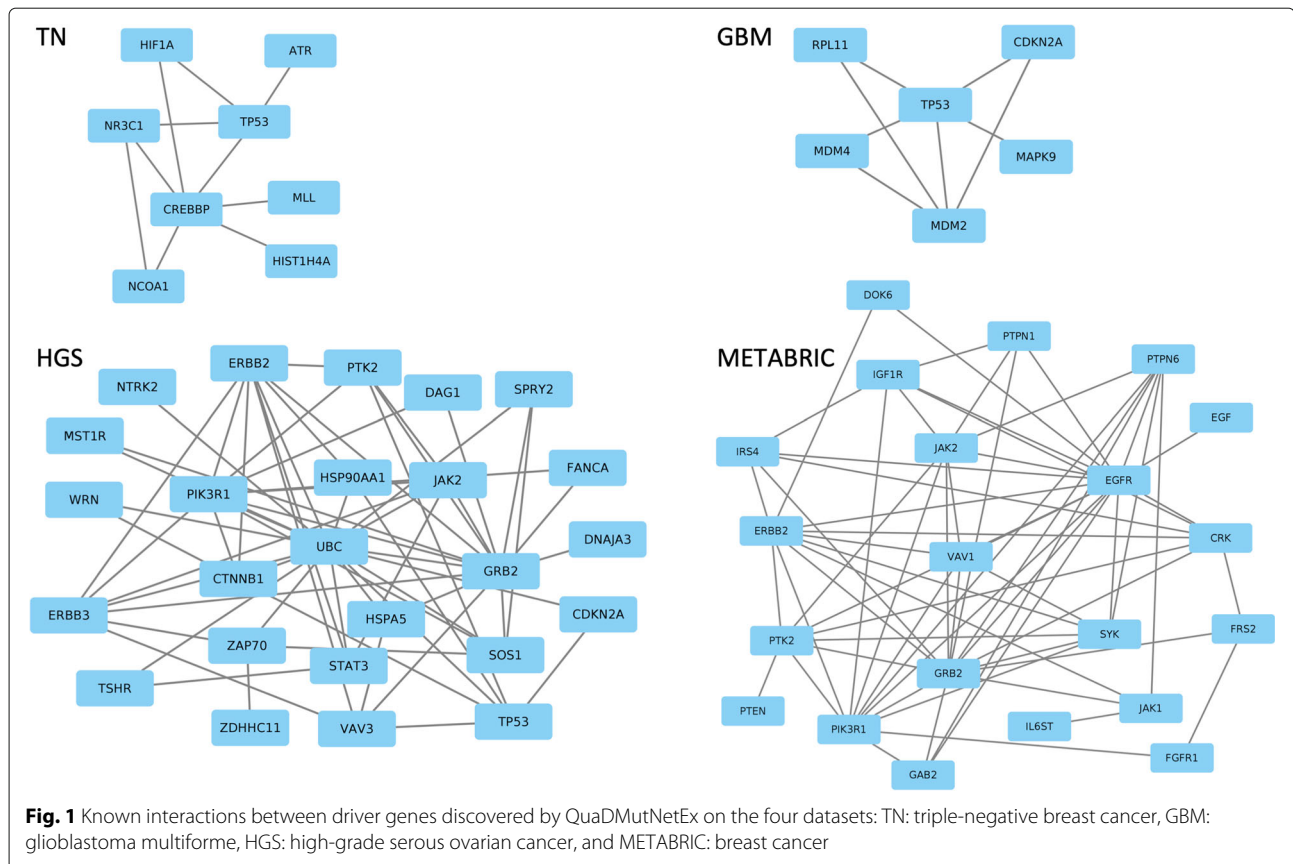 TN
HIF1A
ATR
NR3C1
TP53
CREBBP
MLL
HIST1H4A
NCOA1
GBM
RPL11
CDKN2A
TP53
MDM4
MAPK9
MDM2
HGS
ERBB2
PTK2
NTRK2
DAG1
SPRY2
MST1R
HSP90AA1
JAK2
FANCA
PIK3R1
WRN
UBC
DNAJA3
CTNNB1
GRB2
ERBB3
HSPA5
CDKN2A
ZAP70
STAT3
SOS1
TSHR
ZDHHC11
VAV3
TP53
METABRIC
DOK6
PTPN1
PTPN6
IGF1R
EGF
IRS4
JAK2
EGFR
ERBB2
VAV1
CRK
PTK2
SYK
FRS2
GRB2
PTEN
PIK3R1
IL6ST
JAK1
FGFR1
GAB2
Fig. 1 Known interactions between driver genes discovered by QuaDMutNetEx on the four datasets: TN: triple-negative breast cancer, GBM:
glioblastoma multiforme, HGS: high-grade serous ovarian cancer, and METABRIC: breast cancer